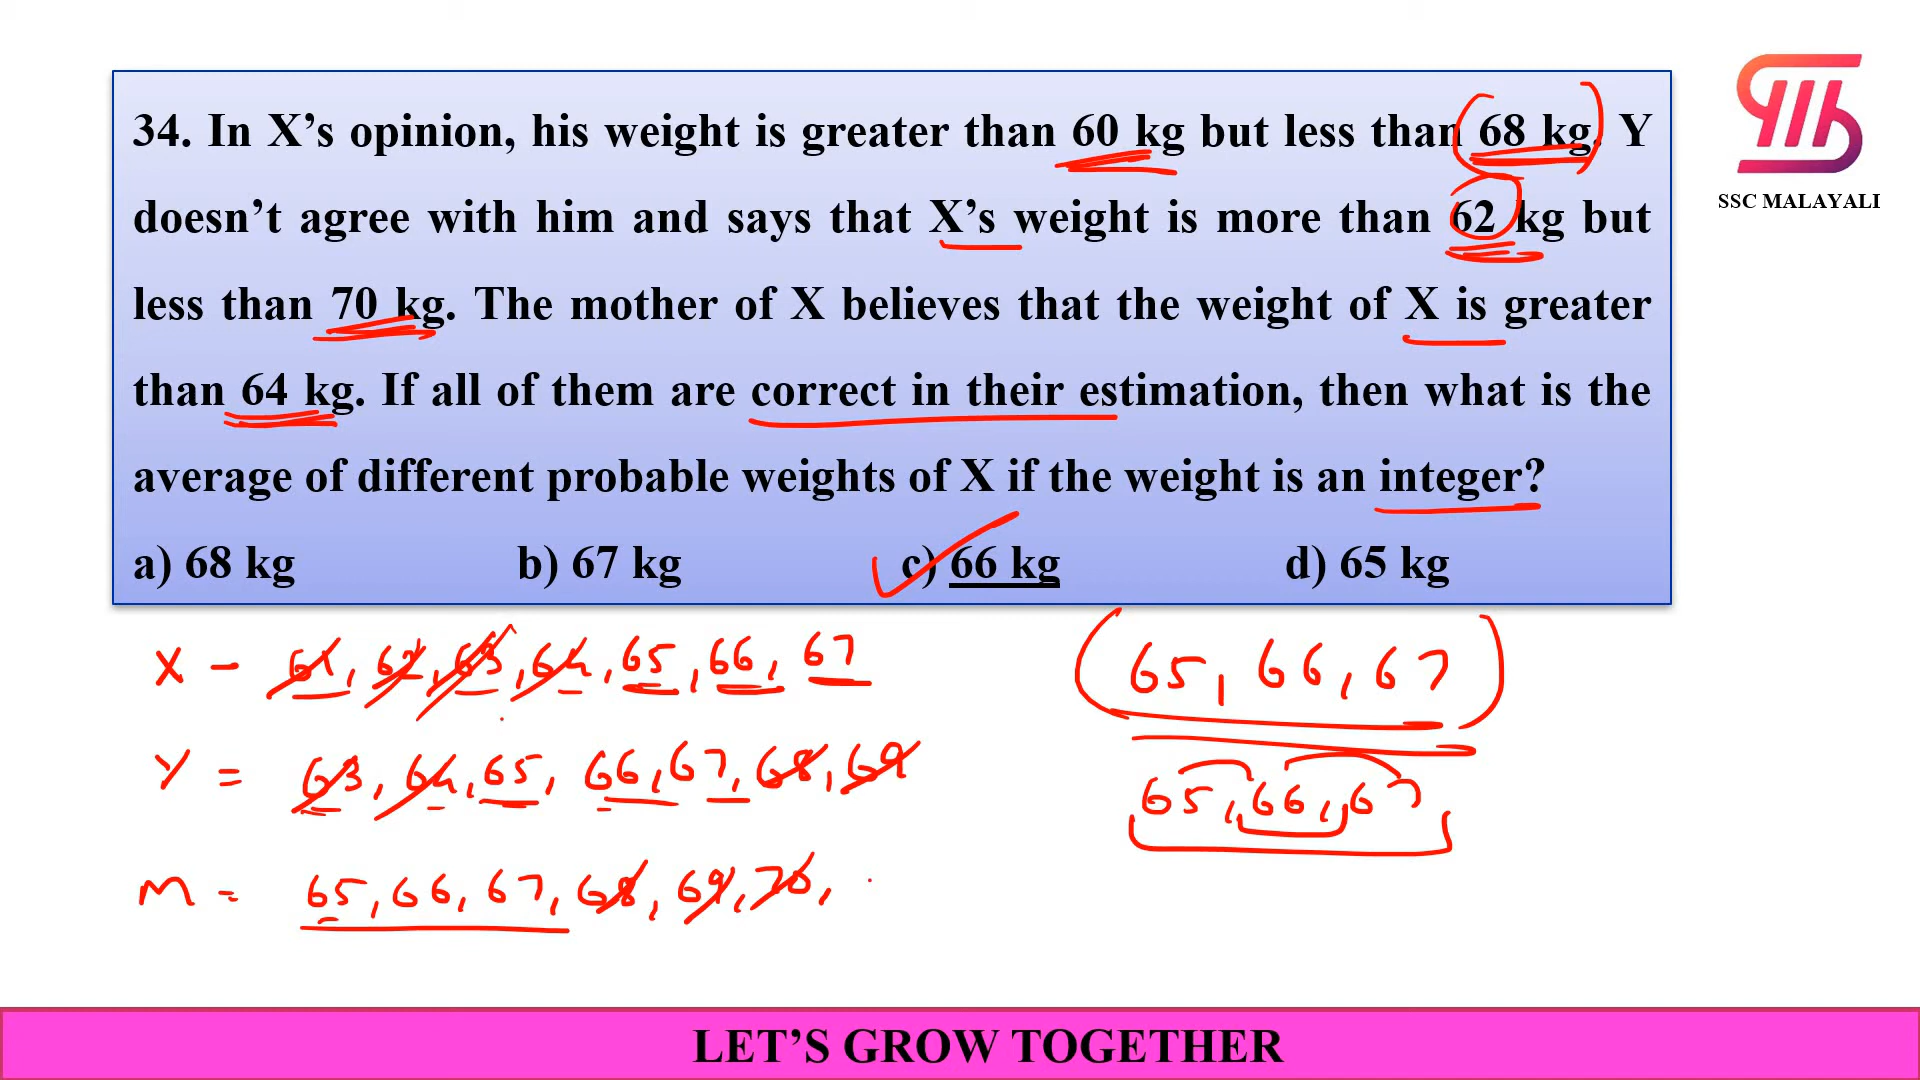 34. In X’s opinion, his weight is greater than 60 kg but less than 68 kg. Y
doesn’t agree with him and says that X’s weight is more than 62 kg but
less than 70 kg. The mother of X believes that the weight of X is greater
than 64 kg. If all of them are correct in their estimation, then what is the
average of different probable weights of X if the weight is an integer?
a) 68 kg b) 67 kg c) 66 kg d) 65 kg
SSC MALAYALI
X - 61, 62, 63, 64, 65, 66, 67
(65, 66, 67)
Y = 63, 64, 65, 66, 67, 68, 69
65, 66, 67
M = 65, 66, 67, 68, 69, 70,
LET’S GROW TOGETHER